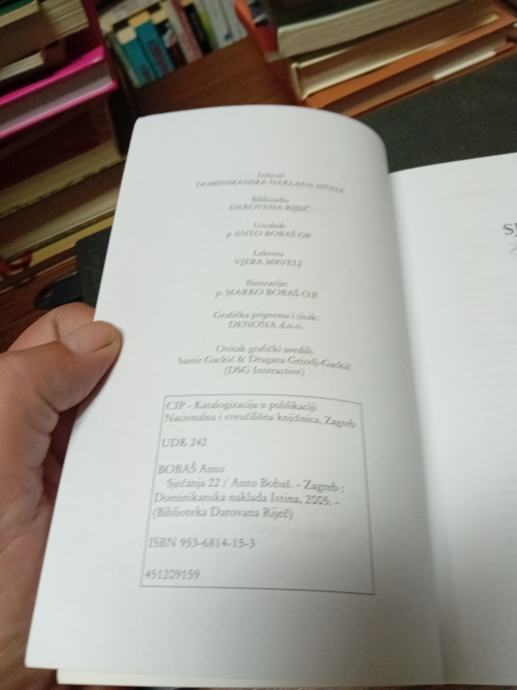 Izdavač
DOMINIKANSKA NAKLADA ISTINA
Biblioteka
DAROVANA RIJEČ
Urednik
p. ANTO BOBAŠ OP
Lektura
VJERA MRVELJ
Ilustracije:
p. MARKO BOBAŠ O.P.
Grafička priprema i tisak:
DENONA d.o.o.
Ovitak grafički uredili:
Samir Gackić & Dragana Grizelj-Gackić
(DSG Interactive)
CIP - Katalogizacija u publikaciji
Nacionalna i sveučilišna knjižnica, Zagreb
UDK 242
BOBAŠ Anto
Sjećanja 22 / Anto Bobaš. - Zagreb :
Dominikanska naklada Istina, 2005. -
(Biblioteka Darovana Riječ)
ISBN 953-6814-15-3
451209159